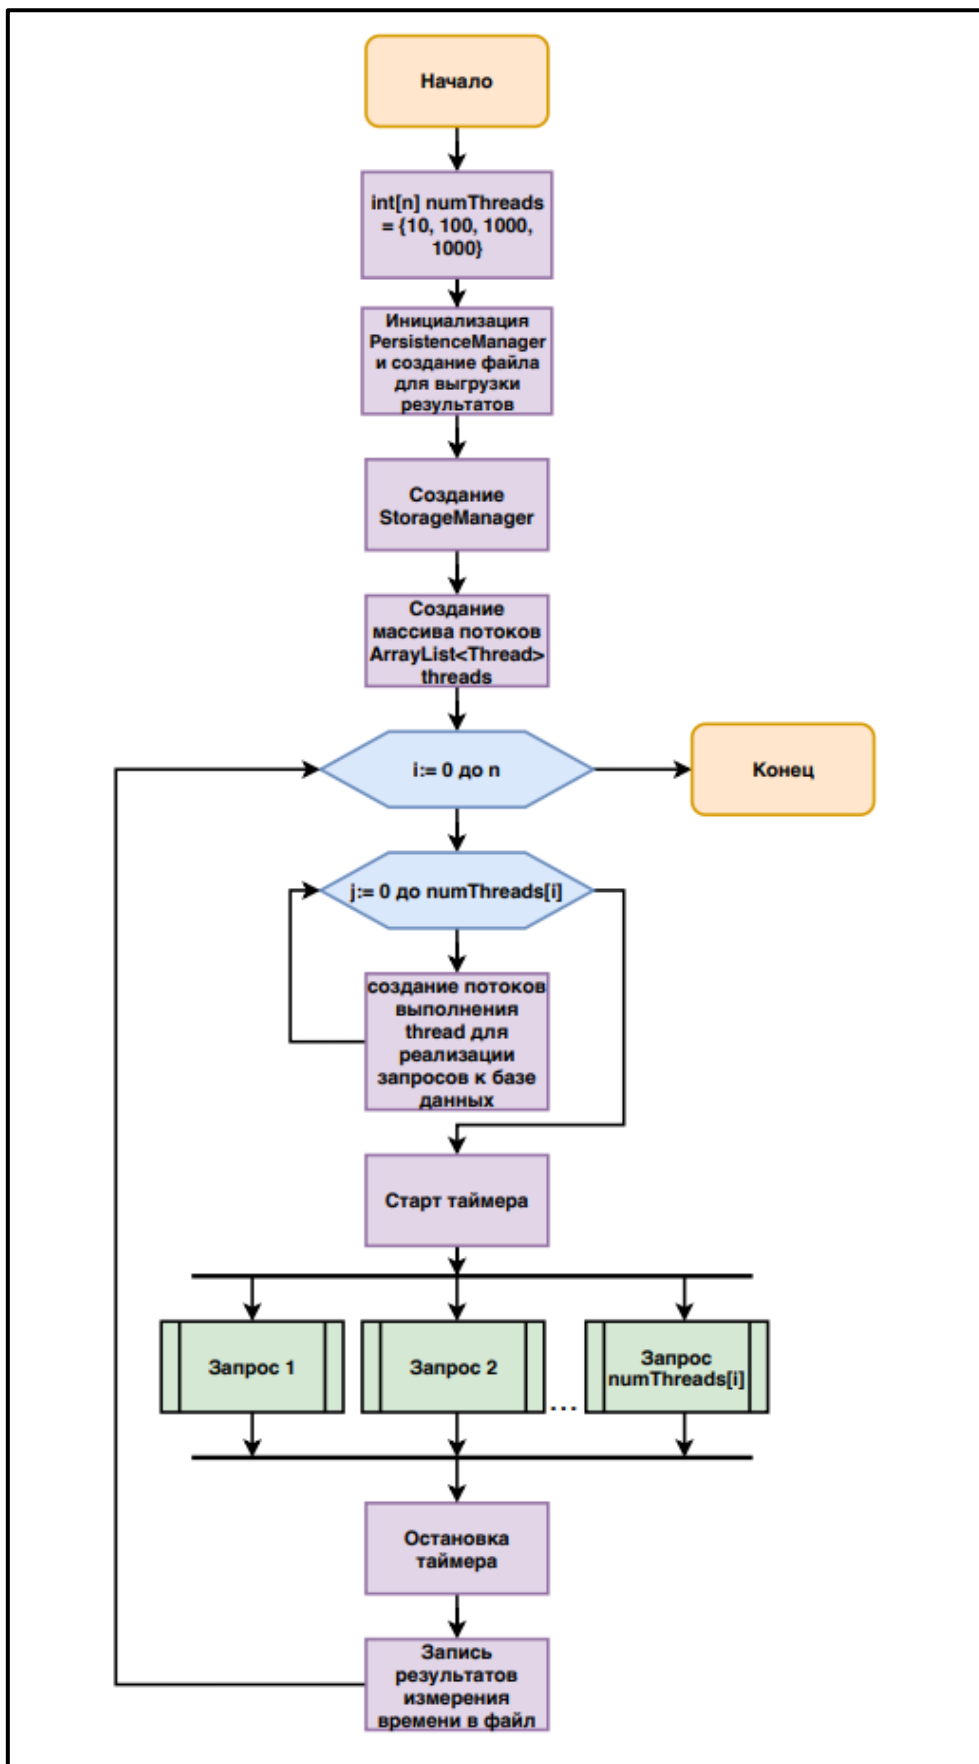 Начало
int[n] numThreads
= {10, 100, 1000,
1000}
Инициализация
PersistenceManager
и создание файла
для выгрузки
результатов
Создание
StorageManager
Создание
массива потоков
ArrayList<Thread>
threads
i:= 0 до n
Конец
j:= 0 до numThreads[i]
создание потоков
выполнения
thread для
реализации
запросов к базе
данных
Старт таймера
Запрос 1
Запрос 2
...
Запрос
numThreads[i]
Остановка
таймера
Запись
результатов
измерения
времени в файл